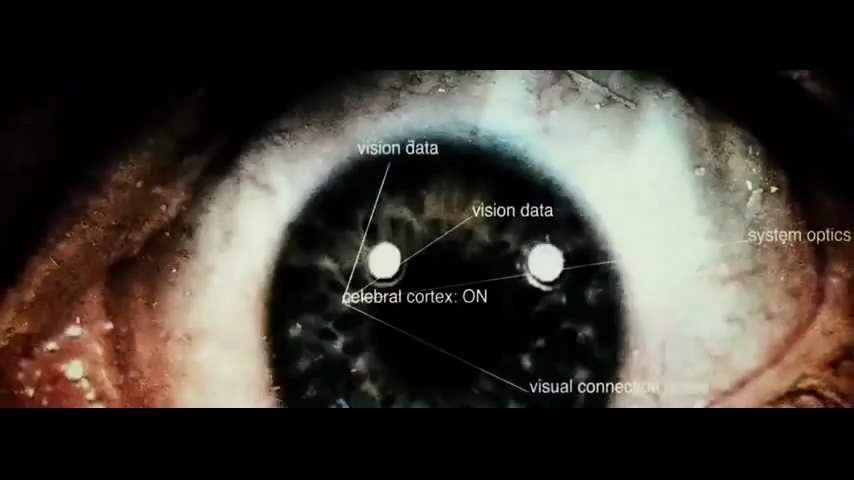 vision data
vision data
system optics
celebral cortex: ON
visual connection